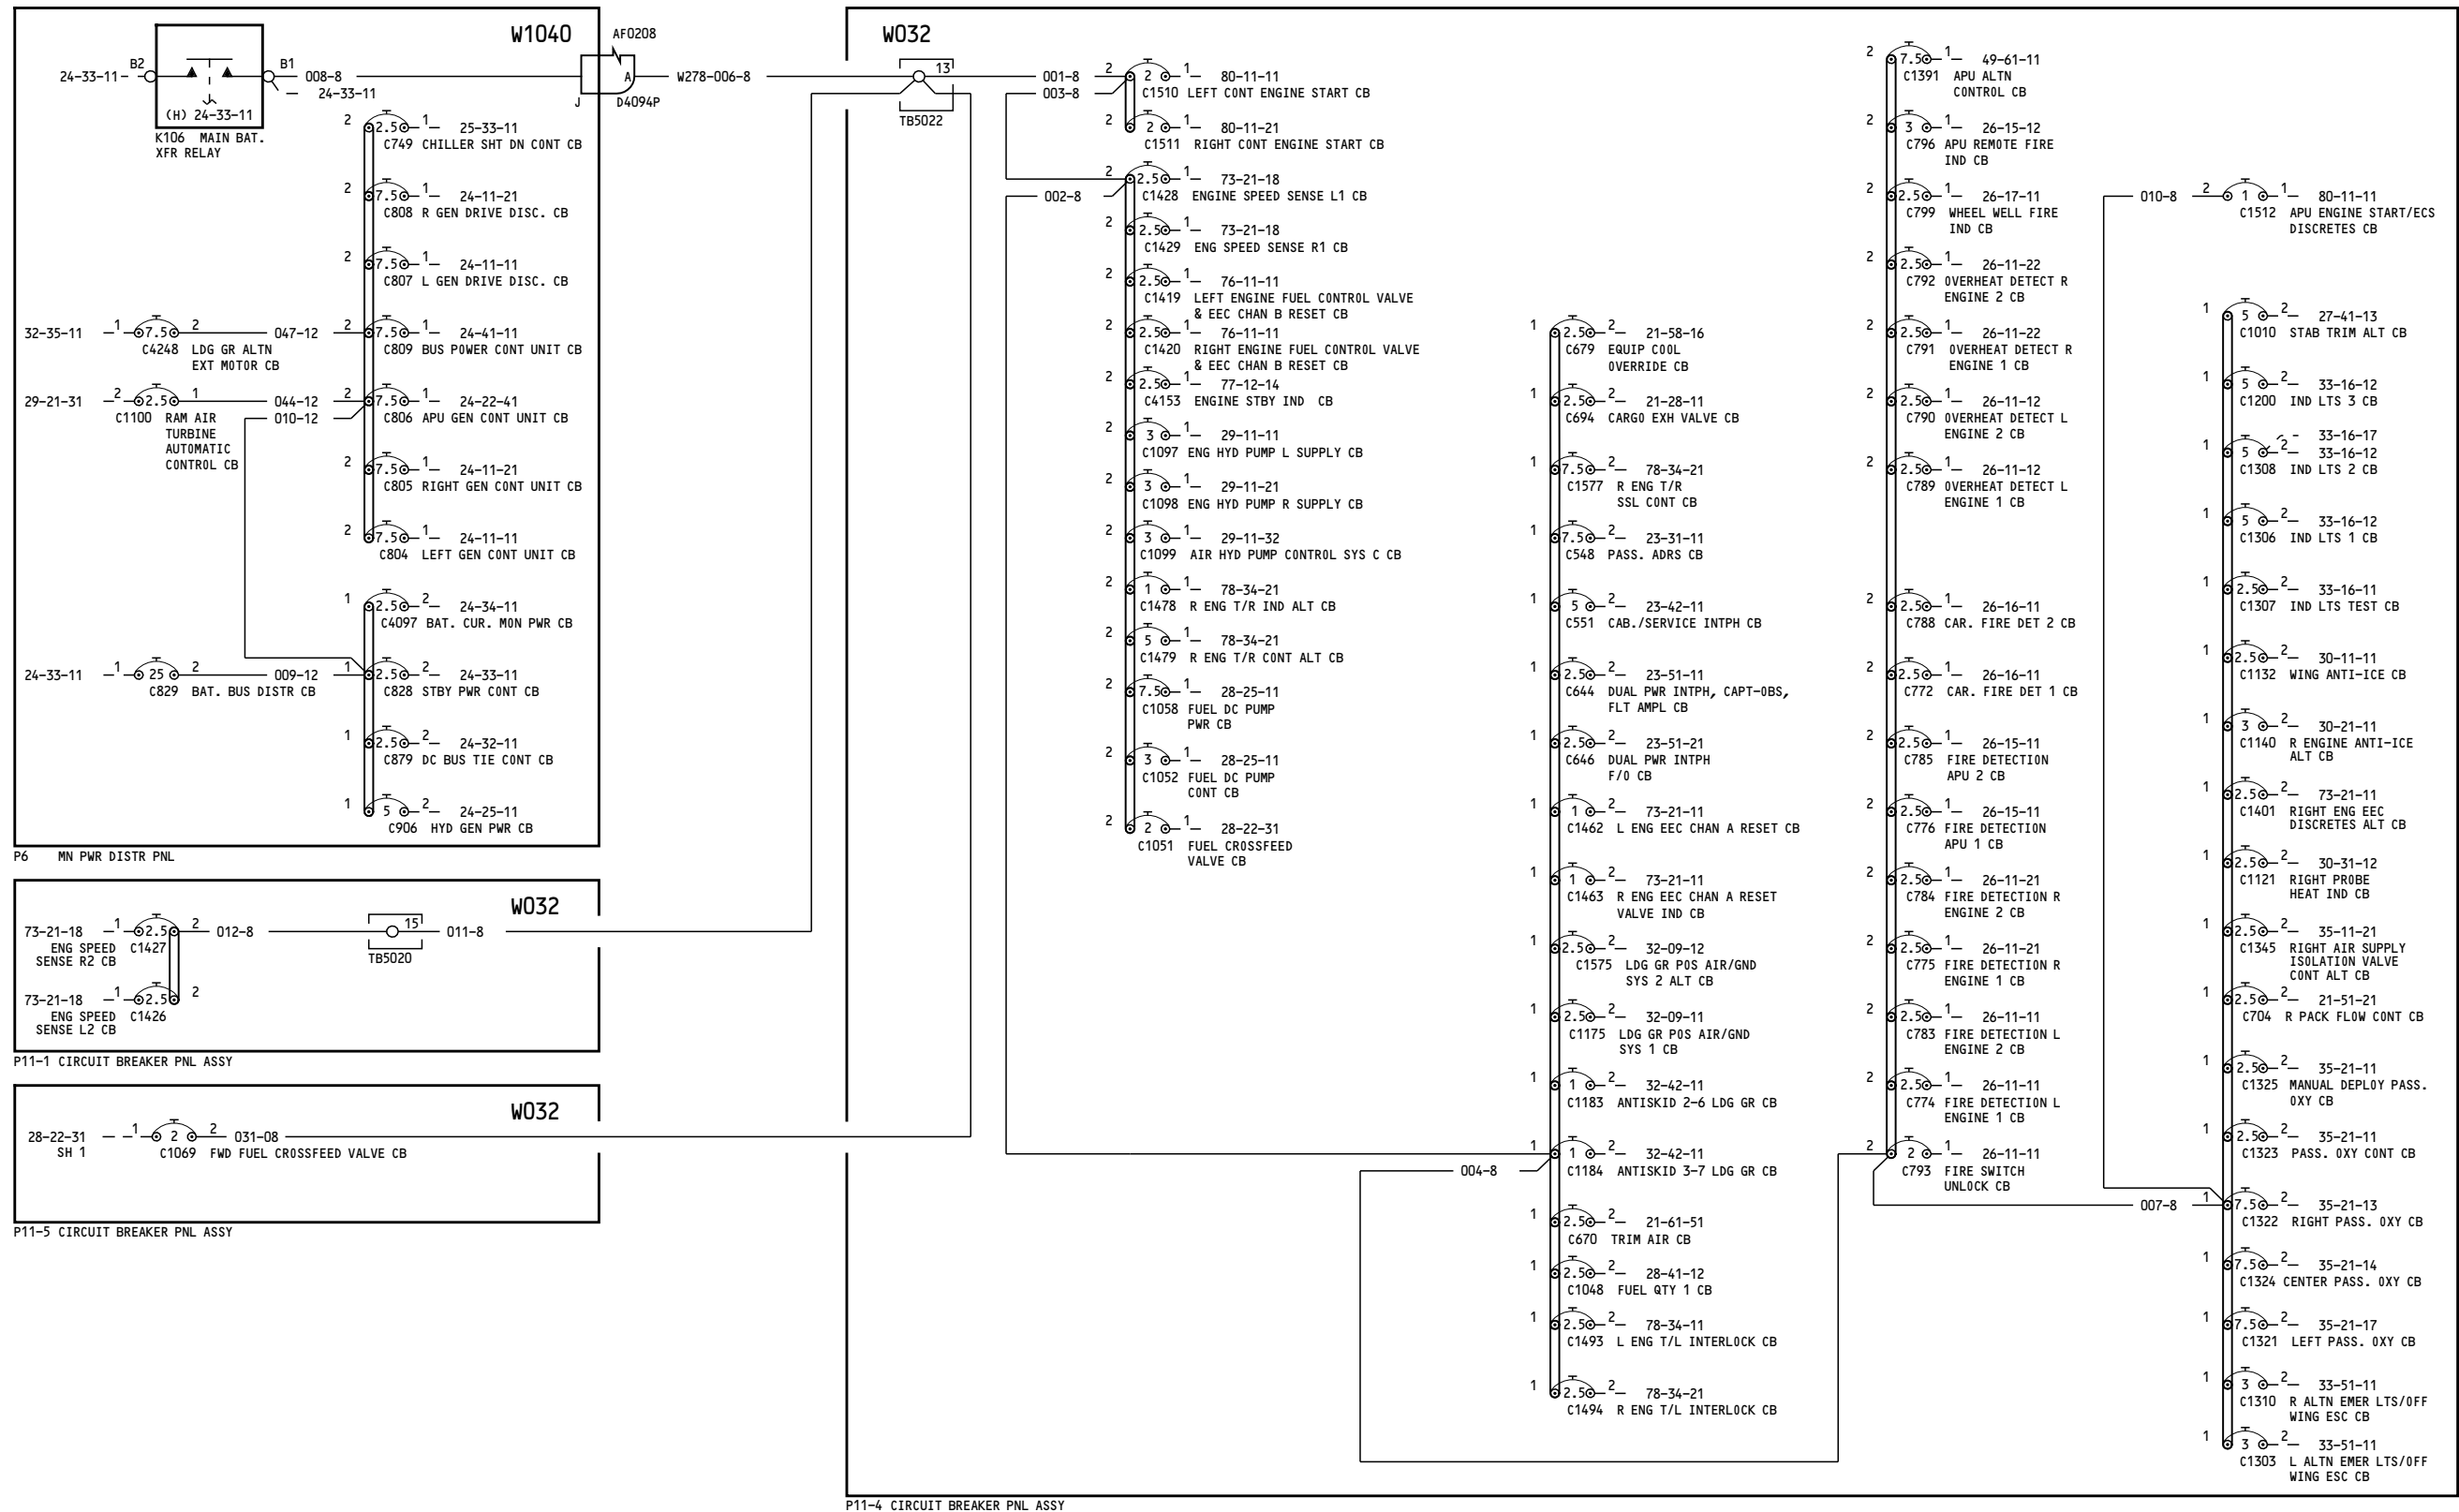 W1040
24-33-11
B2
B1
008-8
24-33-11
(H) 24-33-11
K106 MAIN BAT.
XFR RELAY
AF0208
A
J
D4094P
W278-006-8
2 2.5 1 25-33-11
C749 CHILLER SHT DN CONT CB
2 7.5 1 24-11-21
C808 R GEN DRIVE DISC. CB
2 7.5 1 24-11-11
C807 L GEN DRIVE DISC. CB
32-35-11 1 7.5 2 047-12 2 7.5 1 24-41-11
C4248 LDG GR ALTN
EXT MOTOR CB
C809 BUS POWER CONT UNIT CB
29-21-31 2 2.5 1 044-12 2 7.5 1 24-22-41
010-12
C1100 RAM AIR
TURBINE
AUTOMATIC
CONTROL CB
C806 APU GEN CONT UNIT CB
2 7.5 1 24-11-21
C805 RIGHT GEN CONT UNIT CB
2 7.5 1 24-11-11
C804 LEFT GEN CONT UNIT CB
1 2.5 2 24-34-11
C4097 BAT. CUR. MON PWR CB
24-33-11 1 25 2 009-12 1 2.5 2 24-33-11
C829 BAT. BUS DISTR CB
C828 STBY PWR CONT CB
1 2.5 2 24-32-11
C879 DC BUS TIE CONT CB
1 5 2 24-25-11
C906 HYD GEN PWR CB
P6 MN PWR DISTR PNL
W032
73-21-18 1 2.5 2 012-8 15 011-8
ENG SPEED
SENSE R2 CB
C1427
TB5020
73-21-18 1 2.5 2
ENG SPEED
SENSE L2 CB
C1426
P11-1 CIRCUIT BREAKER PNL ASSY
W032
28-22-31
SH 1
1 2 2 031-08
C1069 FWD FUEL CROSSFEED VALVE CB
P11-5 CIRCUIT BREAKER PNL ASSY
W032
13
TB5022
001-8
003-8
2 2 1 80-11-11
C1510 LEFT CONT ENGINE START CB
2 2 1 80-11-21
C1511 RIGHT CONT ENGINE START CB
002-8
2 2.5 1 73-21-18
C1428 ENGINE SPEED SENSE L1 CB
2 2.5 1 73-21-18
C1429 ENG SPEED SENSE R1 CB
2 2.5 1 76-11-11
C1419 LEFT ENGINE FUEL CONTROL VALVE
& EEC CHAN B RESET CB
2 2.5 1 76-11-11
C1420 RIGHT ENGINE FUEL CONTROL VALVE
& EEC CHAN B RESET CB
2 2.5 1 77-12-14
C4153 ENGINE STBY IND CB
2 3 1 29-11-11
C1097 ENG HYD PUMP L SUPPLY CB
2 3 1 29-11-21
C1098 ENG HYD PUMP R SUPPLY CB
2 3 1 29-11-32
C1099 AIR HYD PUMP CONTROL SYS C CB
2 1 1 78-34-21
C1478 R ENG T/R IND ALT CB
2 5 1 78-34-21
C1479 R ENG T/R CONT ALT CB
2 7.5 1 28-25-11
C1058 FUEL DC PUMP
PWR CB
2 3 1 28-25-11
C1052 FUEL DC PUMP
CONT CB
2 2 1 28-22-31
C1051 FUEL CROSSFEED
VALVE CB
1 2.5 2 21-58-16
C679 EQUIP COOL
OVERRIDE CB
1 2.5 2 21-28-11
C694 CARGO EXH VALVE CB
1 7.5 2 78-34-21
C1577 R ENG T/R
SSL CONT CB
1 7.5 2 23-31-11
C548 PASS. ADRS CB
1 5 2 23-42-11
C551 CAB./SERVICE INTPH CB
1 2.5 2 23-51-11
C644 DUAL PWR INTPH, CAPT-OBS,
FLT AMPL CB
1 2.5 2 23-51-21
C646 DUAL PWR INTPH
F/O CB
1 1 2 73-21-11
C1462 L ENG EEC CHAN A RESET CB
1 1 2 73-21-11
C1463 R ENG EEC CHAN A RESET
VALVE IND CB
1 2.5 2 32-09-12
C1575 LDG GR POS AIR/GND
SYS 2 ALT CB
1 2.5 2 32-09-11
C1175 LDG GR POS AIR/GND
SYS 1 CB
1 1 2 32-42-11
C1183 ANTISKID 2-6 LDG GR CB
1 1 2 32-42-11
004-8
C1184 ANTISKID 3-7 LDG GR CB
1 2.5 2 21-61-51
C670 TRIM AIR CB
1 2.5 2 28-41-12
C1048 FUEL QTY 1 CB
1 2.5 2 78-34-11
C1493 L ENG T/L INTERLOCK CB
1 2.5 2 78-34-21
C1494 R ENG T/L INTERLOCK CB
2 7.5 1 49-61-11
C1391 APU ALTN
CONTROL CB
2 3 1 26-15-12
C796 APU REMOTE FIRE
IND CB
2 2.5 1 26-17-11
C799 WHEEL WELL FIRE
IND CB
2 2.5 1 26-11-22
C792 OVERHEAT DETECT R
ENGINE 2 CB
2 2.5 1 26-11-22
C791 OVERHEAT DETECT R
ENGINE 1 CB
2 2.5 1 26-11-12
C790 OVERHEAT DETECT L
ENGINE 2 CB
2 2.5 1 26-11-12
C789 OVERHEAT DETECT L
ENGINE 1 CB
2 2.5 1 26-16-11
C788 CAR. FIRE DET 2 CB
2 2.5 1 26-16-11
C772 CAR. FIRE DET 1 CB
2 2.5 1 26-15-11
C785 FIRE DETECTION
APU 2 CB
2 2.5 1 26-15-11
C776 FIRE DETECTION
APU 1 CB
2 2.5 1 26-11-21
C784 FIRE DETECTION R
ENGINE 2 CB
2 2.5 1 26-11-21
C775 FIRE DETECTION R
ENGINE 1 CB
2 2.5 1 26-11-11
C783 FIRE DETECTION L
ENGINE 2 CB
2 2.5 1 26-11-11
C774 FIRE DETECTION L
ENGINE 1 CB
2 2 1 26-11-11
C793 FIRE SWITCH
UNLOCK CB
010-8 2 1 1 80-11-11
C1512 APU ENGINE START/ECS
DISCRETES CB
1 5 2 27-41-13
C1010 STAB TRIM ALT CB
1 5 2 33-16-12
C1200 IND LTS 3 CB
33-16-17
1 5 2 33-16-12
C1308 IND LTS 2 CB
1 5 2 33-16-12
C1306 IND LTS 1 CB
1 2.5 2 33-16-11
C1307 IND LTS TEST CB
1 2.5 2 30-11-11
C1132 WING ANTI-ICE CB
1 3 2 30-21-11
C1140 R ENGINE ANTI-ICE
ALT CB
1 2.5 2 73-21-11
C1401 RIGHT ENG EEC
DISCRETES ALT CB
1 2.5 2 30-31-12
C1121 RIGHT PROBE
HEAT IND CB
1 2.5 2 35-11-21
C1345 RIGHT AIR SUPPLY
ISOLATION VALVE
CONT ALT CB
1 2.5 2 21-51-21
C704 R PACK FLOW CONT CB
1 2.5 2 35-21-11
C1325 MANUAL DEPLOY PASS.
OXY CB
1 2.5 2 35-21-11
C1323 PASS. OXY CONT CB
007-8 1 7.5 2 35-21-13
C1322 RIGHT PASS. OXY CB
1 7.5 2 35-21-14
C1324 CENTER PASS. OXY CB
1 7.5 2 35-21-17
C1321 LEFT PASS. OXY CB
1 3 2 33-51-11
C1310 R ALTN EMER LTS/OFF
WING ESC CB
1 3 2 33-51-11
C1303 L ALTN EMER LTS/OFF
WING ESC CB
P11-4 CIRCUIT BREAKER PNL ASSY